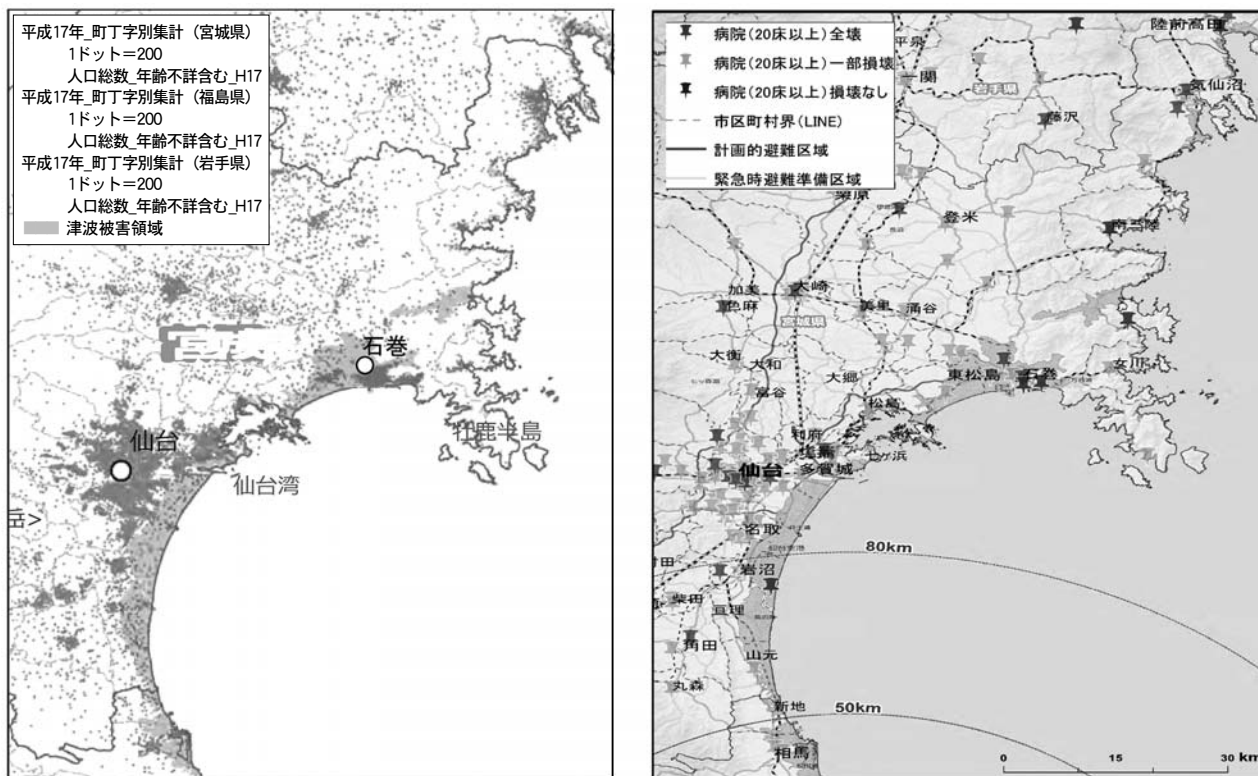 平成17年_町丁字別集計（宮城県）
1ドット＝200
人口総数_年齢不詳含む_H17
平成17年_町丁字別集計（福島県）
1ドット＝200
人口総数_年齢不詳含む_H17
平成17年_町丁字別集計（岩手県）
1ドット＝200
人口総数_年齢不詳含む_H17
津波被害領域
石巻
仙台
牡鹿半島
仙台湾
岳>
病院（20床以上）全壊
病院（20床以上）一部損壊
病院（20床以上）損壊なし
市区町村界（LINE）
計画的避難区域
緊急時避難準備区域
陸前高田
平泉
一関
岩手県
気仙沼
藤沢
栗原
登米
南三陸
加美
大崎
色麻
美里
涌谷
宮城県
大衡
大和
大郷
東松島
石巻
女川
富谷
松島
利府
塩竈
七ヶ浜
仙台
多賀城
名取
80km
岩沼
村田
柴田
亘理
角田
山元
丸森
新地
50km
相馬
0 15 30 km